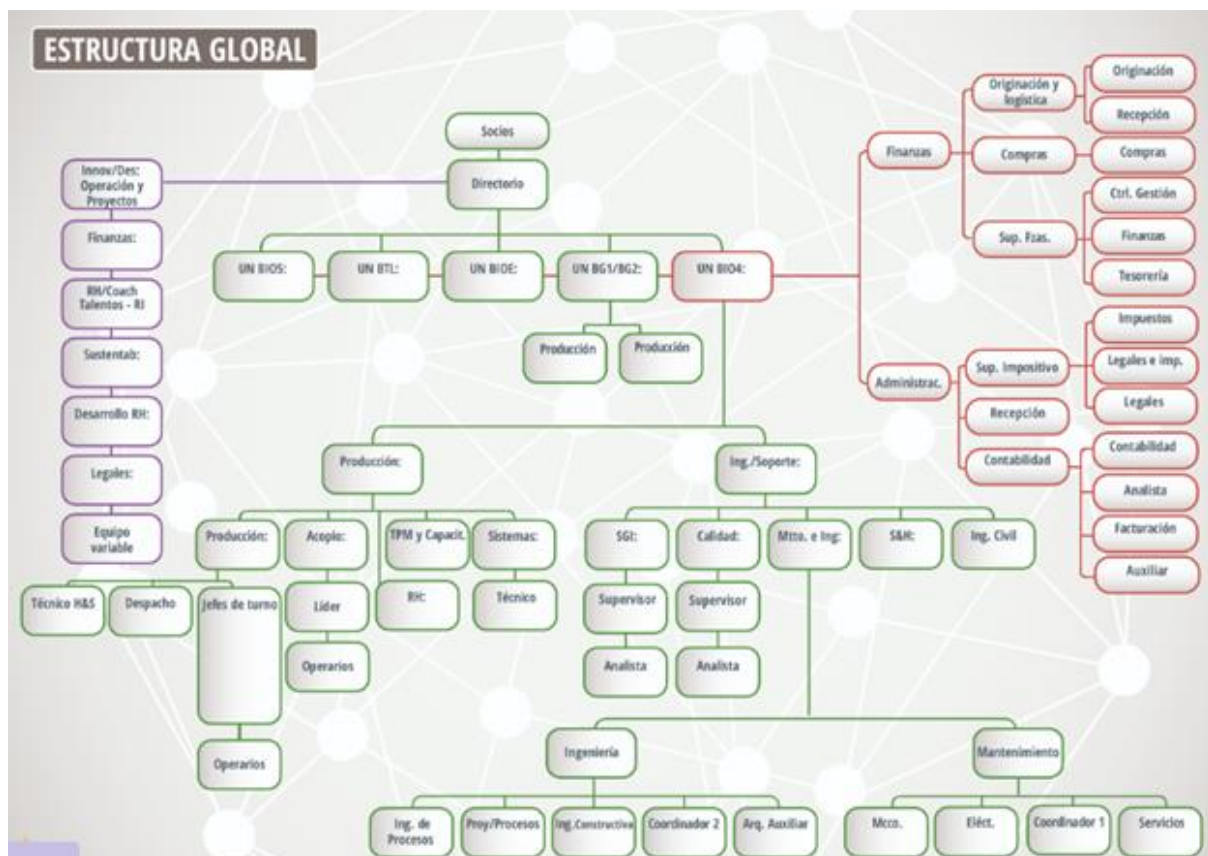 ESTRUCTURA GLOBAL
Socios
Directorio
Innov/Des:
Operación y
Proyectos
Finanzas:
RH/Coach
Talentos - RI
Sustentab:
Desarrollo RH:
Legales:
Equipo
variable
UN BIOS:
UN BTL:
UN BIOE:
UN BG1/BG2:
UN BIO4:
Producción
Producción
Finanzas
Originación y
logística
Originación
Recepción
Compras
Compras
Sup. Fzas.
Ctrl. Gestión
Finanzas
Tesorería
Administrac.
Sup. Impositivo
Impuestos
Legales e imp.
Legales
Recepción
Contabilidad
Contabilidad
Analista
Facturación
Auxiliar
Producción:
Ing./Soporte:
Producción:
Acopio:
TPM y Capacit.
Sistemas:
Técnico H&S
Despacho
Jefes de turno
Líder
RH:
Técnico
Operarios
Operarios
SGI:
Calidad:
Mtto. e Ing:
S&H:
Ing. Civil
Supervisor
Supervisor
Analista
Analista
Ingeniería
Mantenimiento
Ing. de
Procesos
Proy/Procesos
Ing.Constructiva
Coordinador 2
Arq. Auxiliar
Mcco.
Eléct.
Coordinador 1
Servicios